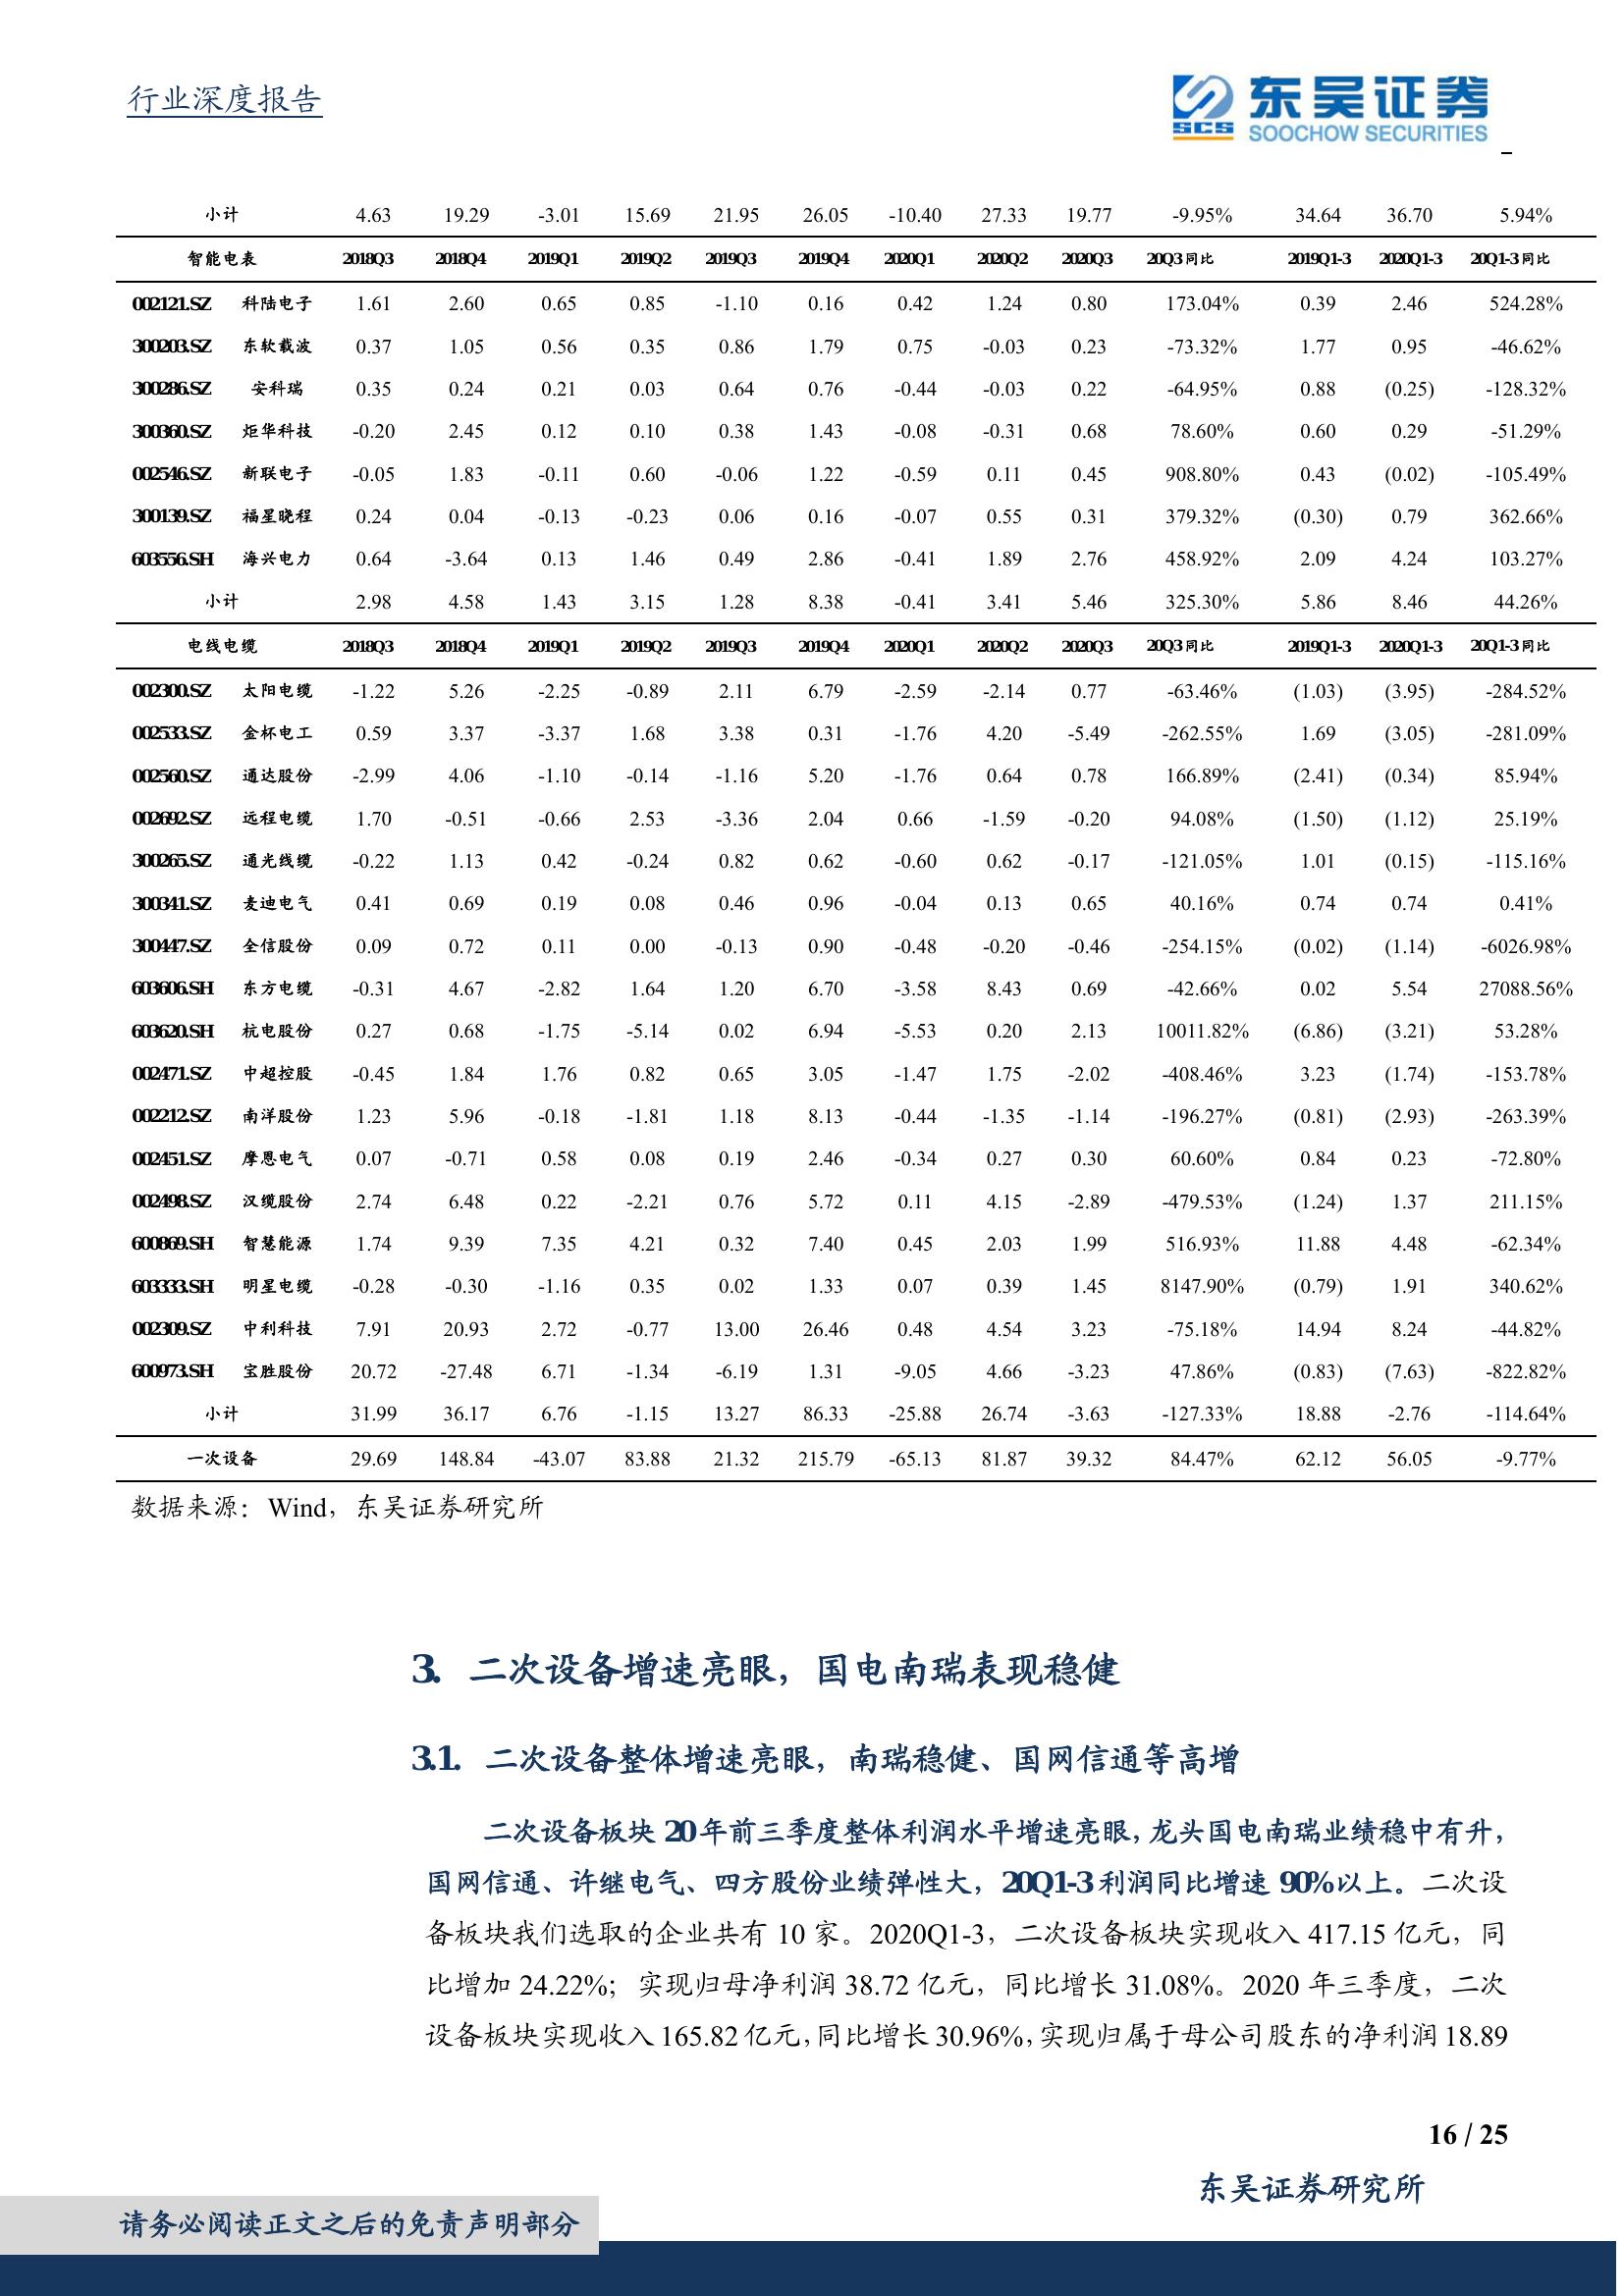 行业深度报告
东吴证券
SCS SOOCHOW SECURITIES
小计 4.63 19.29 -3.01 15.69 21.95 26.05 -10.40 27.33 19.77 -9.95% 34.64 36.70 5.94%
智能电表 2018Q3 2018Q4 2019Q1 2019Q2 2019Q3 2019Q4 2020Q1 2020Q2 2020Q3 20Q3同比 2019Q1-3 2020Q1-3 20Q1-3同比
002121.SZ 科陆电子 1.61 2.60 0.65 0.85 -1.10 0.16 0.42 1.24 0.80 173.04% 0.39 2.46 524.28%
300203.SZ 东软载波 0.37 1.05 0.56 0.35 0.86 1.79 0.75 -0.03 0.23 -73.32% 1.77 0.95 -46.62%
300286.SZ 安科瑞 0.35 0.24 0.21 0.03 0.64 0.76 -0.44 -0.03 0.22 -64.95% 0.88 (0.25) -128.32%
300360.SZ 炬华科技 -0.20 2.45 0.12 0.10 0.38 1.43 -0.08 -0.31 0.68 78.60% 0.60 0.29 -51.29%
002546.SZ 新联电子 -0.05 1.83 -0.11 0.60 -0.06 1.22 -0.59 0.11 0.45 908.80% 0.43 (0.02) -105.49%
300139.SZ 福星晓程 0.24 0.04 -0.13 -0.23 0.06 0.16 -0.07 0.55 0.31 379.32% (0.30) 0.79 362.66%
603556.SH 海兴电力 0.64 -3.64 0.13 1.46 0.49 2.86 -0.41 1.89 2.76 458.92% 2.09 4.24 103.27%
小计 2.98 4.58 1.43 3.15 1.28 8.38 -0.41 3.41 5.46 325.30% 5.86 8.46 44.26%
电线电缆 2018Q3 2018Q4 2019Q1 2019Q2 2019Q3 2019Q4 2020Q1 2020Q2 2020Q3 20Q3同比 2019Q1-3 2020Q1-3 20Q1-3同比
002300.SZ 太阳电缆 -1.22 5.26 -2.25 -0.89 2.11 6.79 -2.59 -2.14 0.77 -63.46% (1.03) (3.95) -284.52%
002533.SZ 金杯电工 0.59 3.37 -3.37 1.68 3.38 0.31 -1.76 4.20 -5.49 -262.55% 1.69 (3.05) -281.09%
002560.SZ 通达股份 -2.99 4.06 -1.10 -0.14 -1.16 5.20 -1.76 0.64 0.78 166.89% (2.41) (0.34) 85.94%
002692.SZ 远程电缆 1.70 -0.51 -0.66 2.53 -3.36 2.04 0.66 -1.59 -0.20 94.08% (1.50) (1.12) 25.19%
300265.SZ 通光线缆 -0.22 1.13 0.42 -0.24 0.82 0.62 -0.60 0.62 -0.17 -121.05% 1.01 (0.15) -115.16%
300341.SZ 麦迪电气 0.41 0.69 0.19 0.08 0.46 0.96 -0.04 0.13 0.65 40.16% 0.74 0.74 0.41%
300447.SZ 全信股份 0.09 0.72 0.11 0.00 -0.13 0.90 -0.48 -0.20 -0.46 -254.15% (0.02) (1.14) -6026.98%
603606.SH 东方电缆 -0.31 4.67 -2.82 1.64 1.20 6.70 -3.58 8.43 0.69 -42.66% 0.02 5.54 27088.56%
603620.SH 杭电股份 0.27 0.68 -1.75 -5.14 0.02 6.94 -5.53 0.20 2.13 10011.82% (6.86) (3.21) 53.28%
002471.SZ 中超控股 -0.45 1.84 1.76 0.82 0.65 3.05 -1.47 1.75 -2.02 -408.46% 3.23 (1.74) -153.78%
002212.SZ 南洋股份 1.23 5.96 -0.18 -1.81 1.18 8.13 -0.44 -1.35 -1.14 -196.27% (0.81) (2.93) -263.39%
002451.SZ 摩恩电气 0.07 -0.71 0.58 0.08 0.19 2.46 -0.34 0.27 0.30 60.60% 0.84 0.23 -72.80%
002498.SZ 汉缆股份 2.74 6.48 0.22 -2.21 0.76 5.72 0.11 4.15 -2.89 -479.53% (1.24) 1.37 211.15%
600869.SH 智慧能源 1.74 9.39 7.35 4.21 0.32 7.40 0.45 2.03 1.99 516.93% 11.88 4.48 -62.34%
603333.SH 明星电缆 -0.28 -0.30 -1.16 0.35 0.02 1.33 0.07 0.39 1.45 8147.90% (0.79) 1.91 340.62%
002309.SZ 中利科技 7.91 20.93 2.72 -0.77 13.00 26.46 0.48 4.54 3.23 -75.18% 14.94 8.24 -44.82%
600973.SH 宝胜股份 20.72 -27.48 6.71 -1.34 -6.19 1.31 -9.05 4.66 -3.23 47.86% (0.83) (7.63) -822.82%
小计 31.99 36.17 6.76 -1.15 13.27 86.33 -25.88 26.74 -3.63 -127.33% 18.88 -2.76 -114.64%
一次设备 29.69 148.84 -43.07 83.88 21.32 215.79 -65.13 81.87 39.32 84.47% 62.12 56.05 -9.77%
数据来源：Wind，东吴证券研究所
3. 二次设备增速亮眼，国电南瑞表现稳健
3.1. 二次设备整体增速亮眼，南瑞稳健、国网信通等高增
二次设备板块 20 年前三季度整体利润水平增速亮眼，龙头国电南瑞业绩稳中有升，
国网信通、许继电气、四方股份业绩弹性大，20Q1-3 利润同比增速 90%以上。二次设
备板块我们选取的企业共有 10 家。2020Q1-3，二次设备板块实现收入 417.15 亿元，同
比增加 24.22%；实现归母净利润 38.72 亿元，同比增长 31.08%。2020 年三季度，二次
设备板块实现收入 165.82 亿元，同比增长 30.96%，实现归属于母公司股东的净利润 18.89
16 / 25
东吴证券研究所
请务必阅读正文之后的免责声明部分